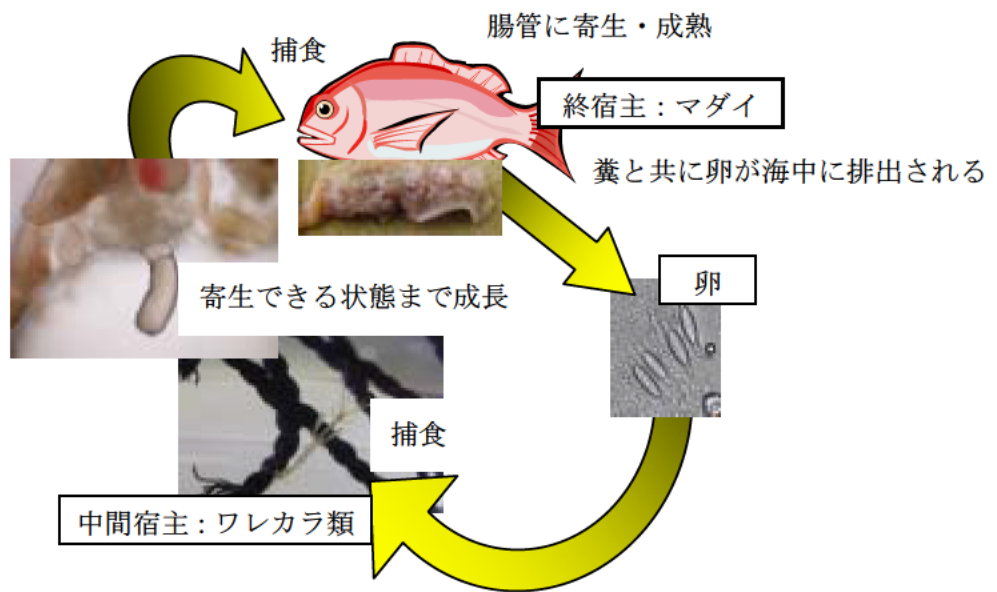 腸管に寄生・成熟
捕食
終宿主：マダイ
糞と共に卵が海中に排出される
卵
寄生できる状態まで成長
捕食
中間宿主：ワレカラ類